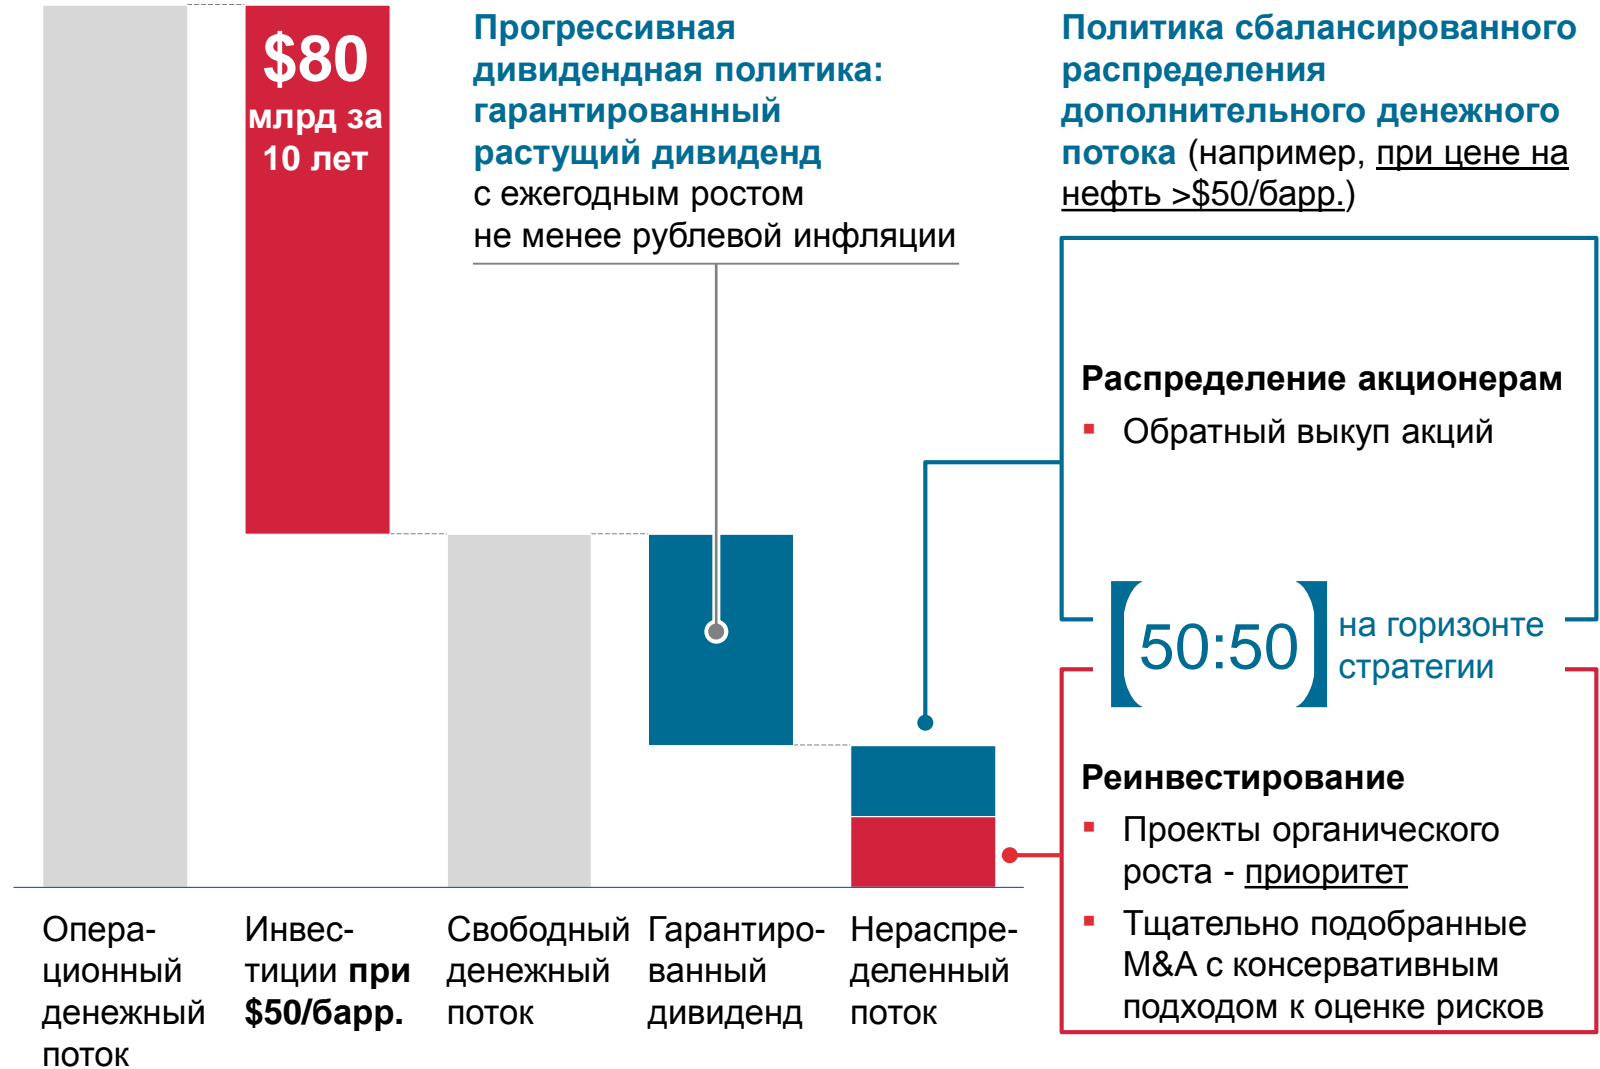 $80
млрд за
10 лет
Прогрессивная
дивидендная политика:
гарантированный
растущий дивиденд
с ежегодным ростом
не менее рублевой инфляции
Политика сбалансированного
распределения
дополнительного денежного
потока (например, при цене на
нефть >$50/барр.)
Распределение акционерам
▪ Обратный выкуп акций
50:50
на горизонте
стратегии
Реинвестирование
▪ Проекты органического
роста - приоритет
▪ Тщательно подобранные
M&A с консервативным
подходом к оценке рисков
Опера-
ционный
денежный
поток
Инвес-
тиции при
$50/барр.
Свободный
денежный
поток
Гарантиро-
ванный
дивиденд
Нераспре-
деленный
поток